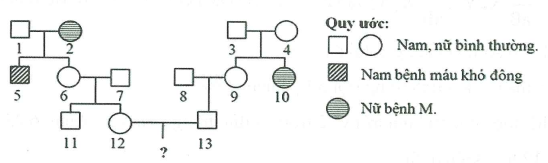 Quy ước:
1 2 3 4
Nam, nữ bình thường.
5 6 7 8 9 10
Nam bệnh máu khó đông
Nữ bệnh M.
11 12 ? 13